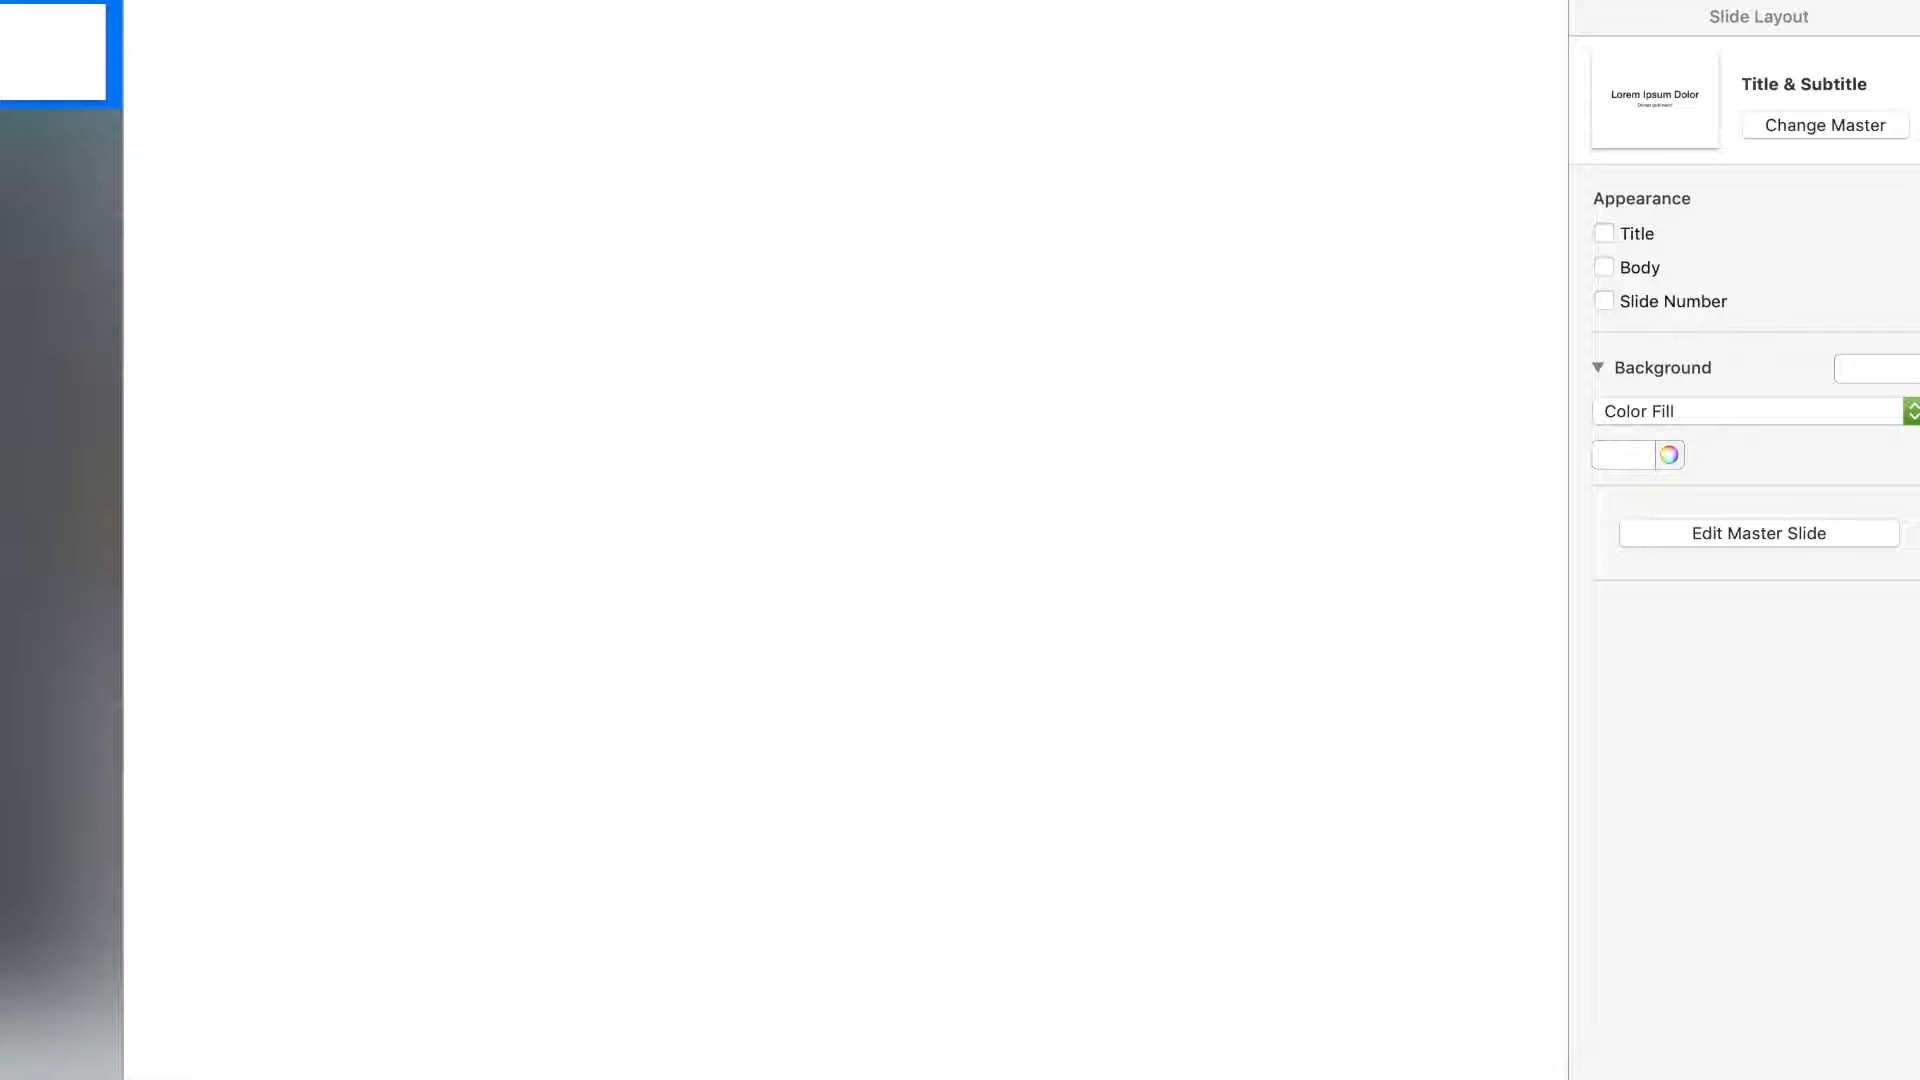 Slide Layout
Lorem Ipsum Dolor
Title & Subtitle
Change Master
Appearance
Title
Body
Slide Number
Background
Color Fill
Edit Master Slide